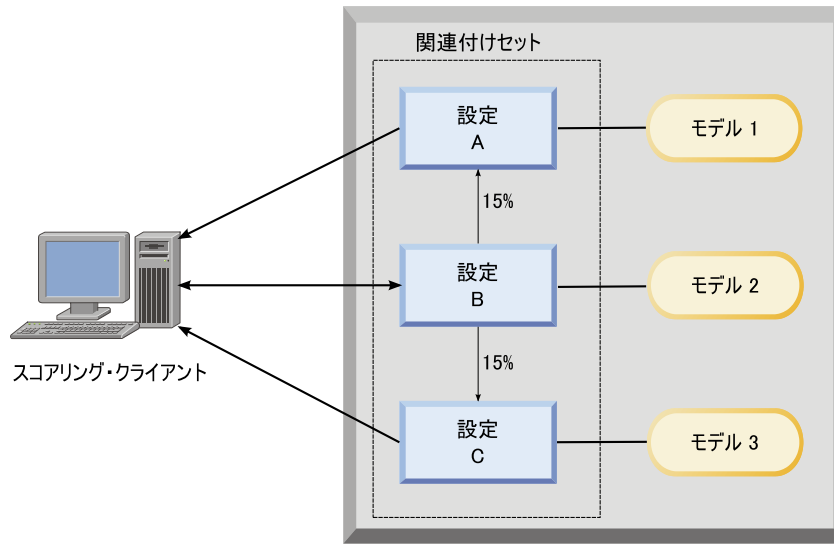 関連付けセット
設定
A
モデル 1
15%
設定
B
モデル 2
15%
スコアリング・クライアント
設定
C
モデル 3